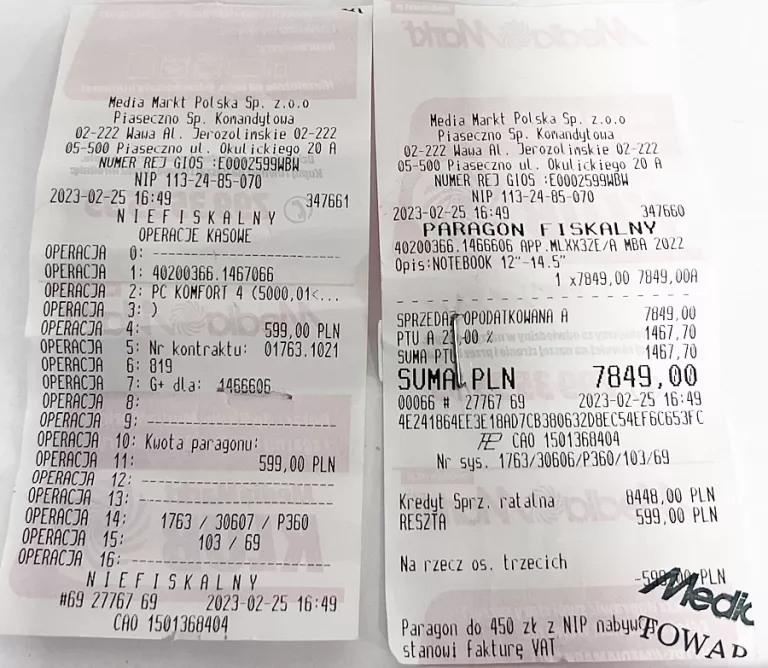 Media Markt Polska Sp. z.o.o
Piaseczno Sp. Komandytowa
02-222 Wawa Al. Jerozolimskie 02-222
05-500 Piaseczno ul. Okulickiego 20 A
NUMER REJ GIOS :E0002599WBW
NIP 113-24-85-070
2023-02-25 16:49 347661
NIEFISKALNY
OPERACJE KASOWE
OPERACJA 0: --------------------
OPERACJA 1: 40200366.1467066
OPERACJA 2: PC KOMFORT 4 (5000,01<...
OPERACJA 3: )
OPERACJA 4: 599,00 PLN
OPERACJA 5: Nr kontraktu: 01763.1021
OPERACJA 6: 819
OPERACJA 7: G+ dla: 1466606
OPERACJA 8:
OPERACJA 9: --------------------
OPERACJA 10: Kwota paragonu:
OPERACJA 11: 599,00 PLN
OPERACJA 12: --------------------
OPERACJA 13: --------------------
OPERACJA 14: 1763 / 30607 / P360
OPERACJA 15: 103 / 69
OPERACJA 16: --------------------
NIEFISKALNY
#69 27767 69 2023-02-25 16:49
CAO 1501368404
Media Markt Polska Sp. z.o.o
Piaseczno Sp. Komandytowa
02-222 Wawa Al. Jerozolimskie 02-222
05-500 Piaseczno ul. Okulickiego 20 A
NUMER REJ GIOS :E0002599WBW
NIP 113-24-85-070
2023-02-25 16:49 347660
PARAGON FISKALNY
40200366.1466606 APP.MLXX3ZE/A MBA 2022
Opis:NOTEBOOK 12"-14.5"
1 x7849,00 7849,00A
SPRZEDAŻ OPODATKOWANA A 7849,00
PTU A 23,00 % 1467,70
SUMA PTU 1467,70
SUMA PLN 7849,00
00066 # 27767 69 2023-02-25 16:49
4E241864EE3E18AD7CB380632D8EC54EF6C653FC
CAO 1501368404
Nr sys. 1763/30606/P360/103/69
Kredyt Sprz. ratalna 8448,00 PLN
RESZTA 599,00 PLN
Na rzecz os. trzecich
-599,00 PLN
Paragon do 450 zł z NIP nabywcy
stanowi fakturę VAT
Media
TOWAR